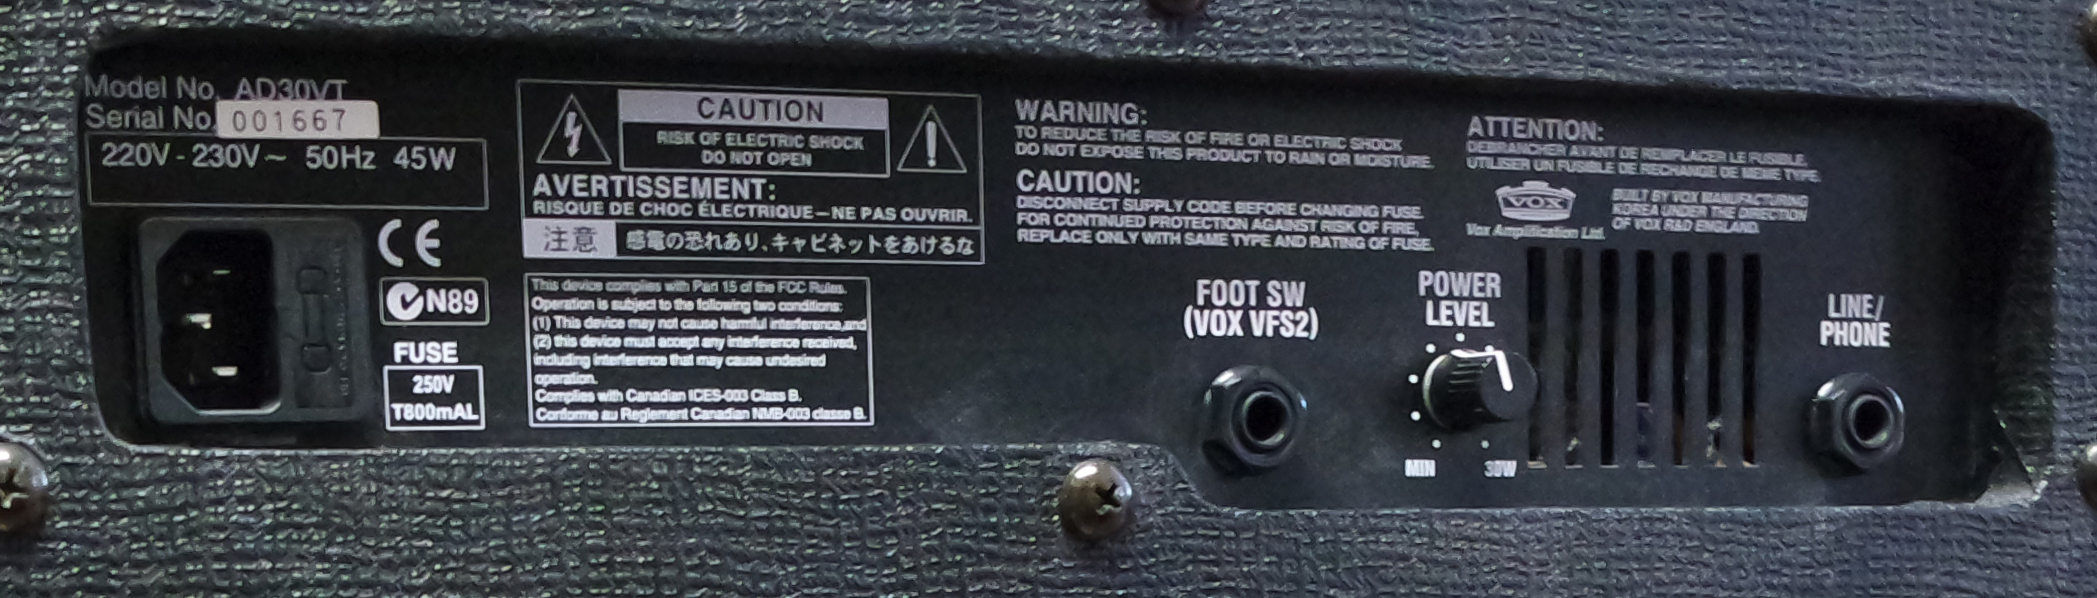 Model No. AD30VT
Serial No. 001667
220V - 230V~ 50Hz 45W
N89
FUSE
250V
T800mAL
CAUTION
RISK OF ELECTRIC SHOCK
DO NOT OPEN
AVERTISSEMENT:
RISQUE DE CHOC ÉLECTRIQUE—NE PAS OUVRIR.
注意 感電の恐れあり、キャビネットをあけるな
This device complies with Part 15 of the FCC Rules.
Operation is subject to the following two conditions:
(1) This device may not cause harmful interference,and
(2) this device must accept any interference received,
including interference that may cause undesired
operation.
Complies with Canadian ICES-003 Class B.
Conforme au Reglement Canadian NMB-003 classe B.
WARNING:
TO REDUCE THE RISK OF FIRE OR ELECTRIC SHOCK
DO NOT EXPOSE THIS PRODUCT TO RAIN OR MOISTURE.
CAUTION:
DISCONNECT SUPPLY CODE BEFORE CHANGING FUSE.
FOR CONTINUED PROTECTION AGAINST RISK OF FIRE,
REPLACE ONLY WITH SAME TYPE AND RATING OF FUSE.
ATTENTION:
DEBRANCHER AVANT DE REMPLACER LE FUSIBLE.
UTILISER UN FUSIBLE DE RECHANGE DE MEME TYPE.
VOX
Vox Amplification Ltd.
BUILT BY VOX MANUFACTURING
KOREA UNDER THE DIRECTION
OF VOX R&D ENGLAND.
FOOT SW
(VOX VFS2)
POWER
LEVEL
MIN 30W
LINE/
PHONE